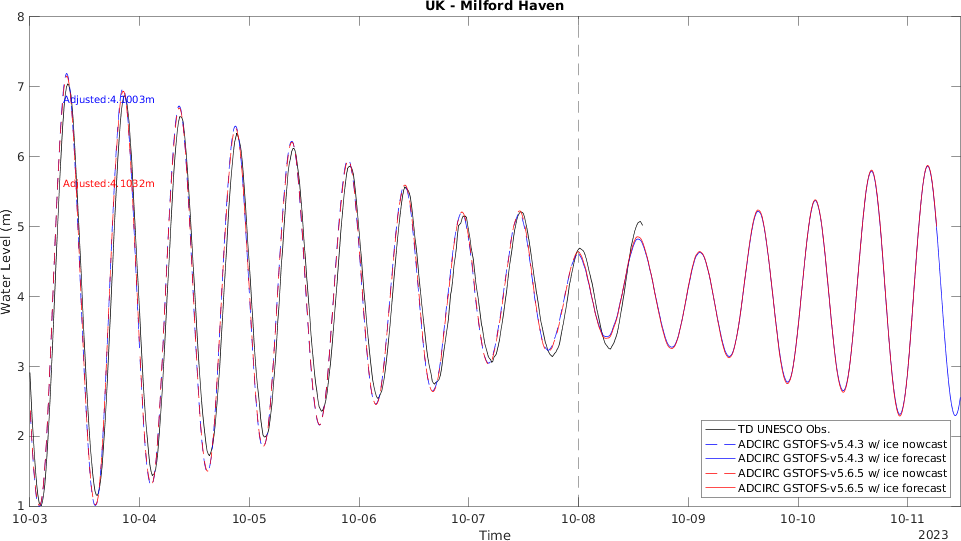 UK - Milford Haven
8
7
6
5
4
3
2
1
Water Level (m)
Adjusted:4.1003m
Adjusted:4.1032m
TD UNESCO Obs.
ADCIRC GSTOFS-v5.4.3 w/ ice nowcast
ADCIRC GSTOFS-v5.4.3 w/ ice forecast
ADCIRC GSTOFS-v5.6.5 w/ ice nowcast
ADCIRC GSTOFS-v5.6.5 w/ ice forecast
10-03 10-04 10-05 10-06 10-07 10-08 10-09 10-10 10-11
Time
2023